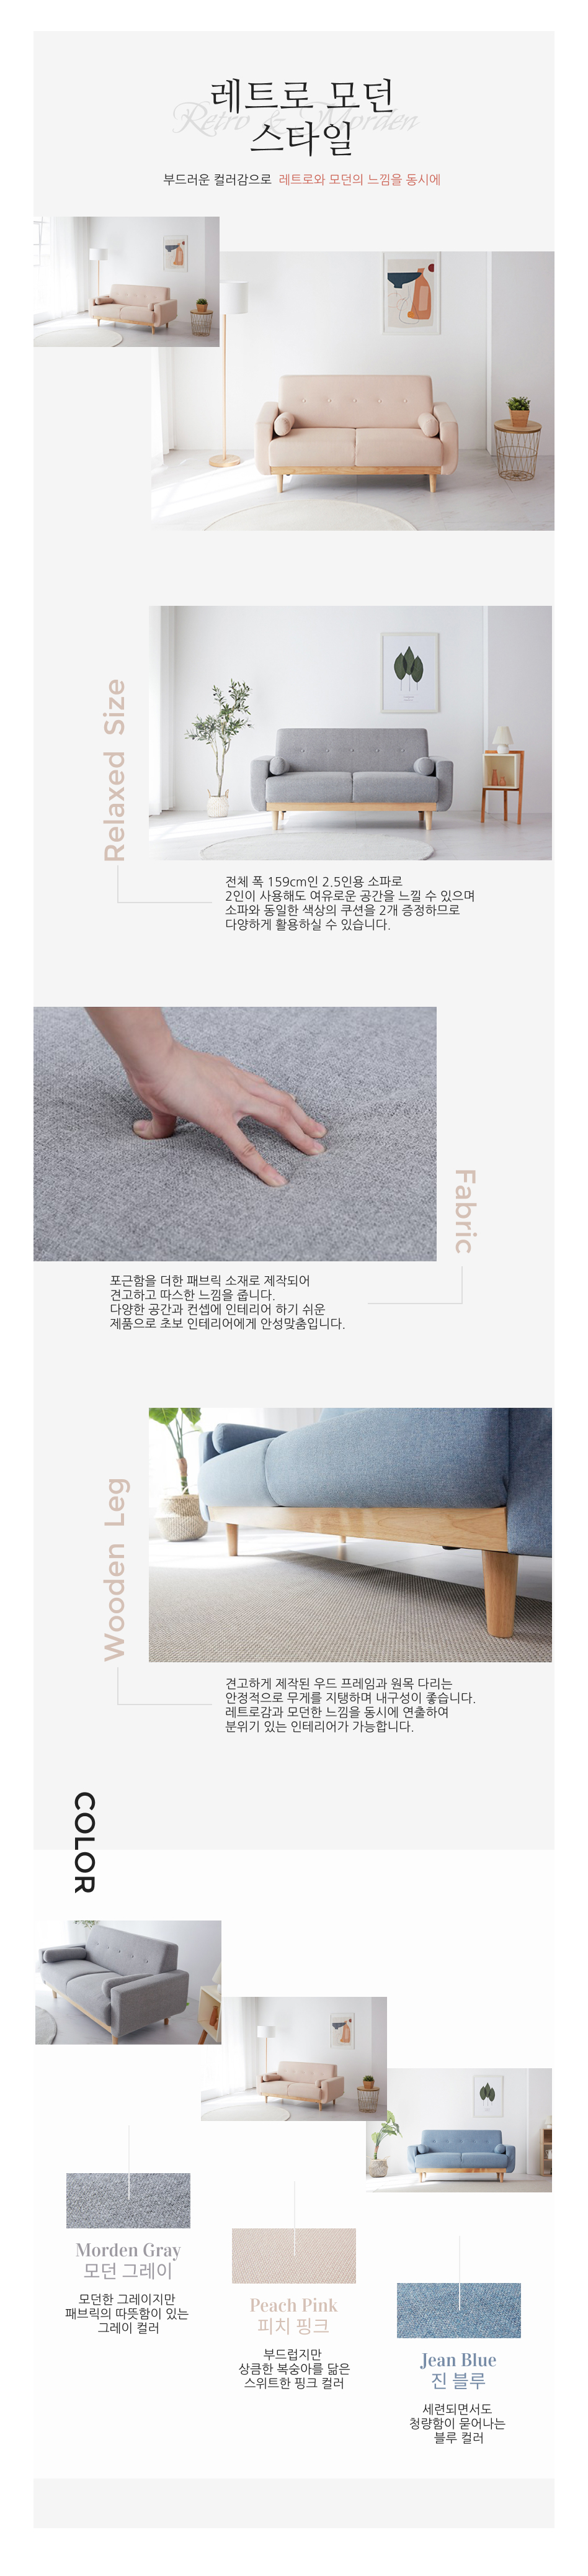 레트로 모던
Retro & Morden
스타일
부드러운 컬러감으로 레트로와 모던의 느낌을 동시에
Relaxed Size
전체 폭 159cm인 2.5인용 소파로
2인이 사용해도 여유로운 공간을 느낄 수 있으며
소파와 동일한 색상의 쿠션을 2개 증정하므로
다양하게 활용하실 수 있습니다.
Fabric
포근함을 더한 패브릭 소재로 제작되어
견고하고 따스한 느낌을 줍니다.
다양한 공간과 컨셉에 인테리어 하기 쉬운
제품으로 초보 인테리어에게 안성맞춤입니다.
Wooden Leg
견고하게 제작된 우드 프레임과 원목 다리는
안정적으로 무게를 지탱하며 내구성이 좋습니다.
레트로감과 모던한 느낌을 동시에 연출하여
분위기 있는 인테리어가 가능합니다.
COLOR
Morden Gray
모던 그레이
모던한 그레이지만
패브릭의 따뜻함이 있는
그레이 컬러
Peach Pink
피치 핑크
부드럽지만
상큼한 복숭아를 닮은
스위트한 핑크 컬러
Jean Blue
진 블루
세련되면서도
청량함이 묻어나는
블루 컬러